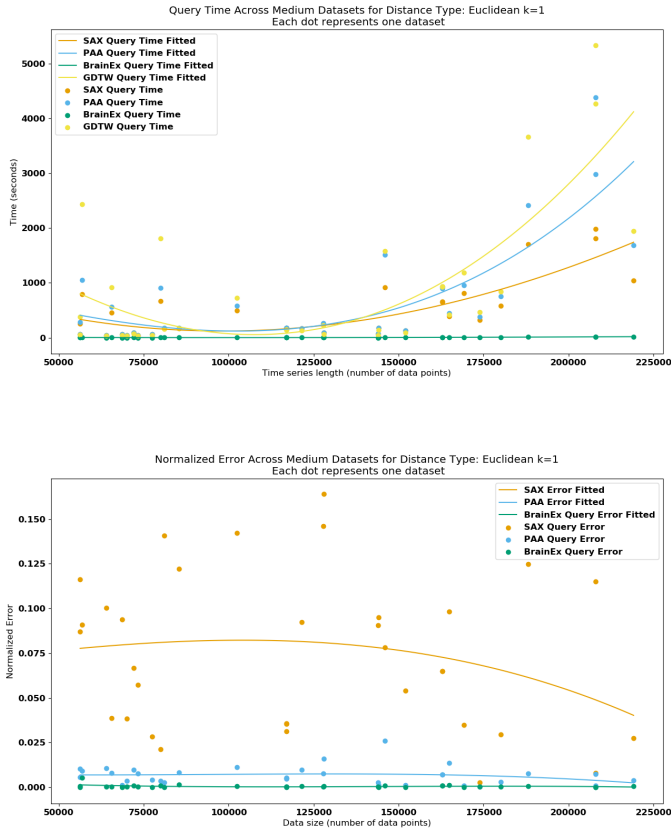 Query Time Across Medium Datasets for Distance Type: Euclidean k=1
Each dot represents one dataset
SAX Query Time Fitted
PAA Query Time Fitted
BrainEx Query Time Fitted
GDTW Query Time Fitted
SAX Query Time
PAA Query Time
BrainEx Query Time
GDTW Query Time
Time (seconds)
5000
4000
3000
2000
1000
0
50000 75000 100000 125000 150000 175000 200000 225000
Time series length (number of data points)
Normalized Error Across Medium Datasets for Distance Type: Euclidean k=1
Each dot represents one dataset
SAX Error Fitted
PAA Error Fitted
BrainEx Query Error Fitted
SAX Query Error
PAA Query Error
BrainEx Query Error
Normalized Error
0.150
0.125
0.100
0.075
0.050
0.025
0.000
50000 75000 100000 125000 150000 175000 200000 225000
Data size (number of data points)